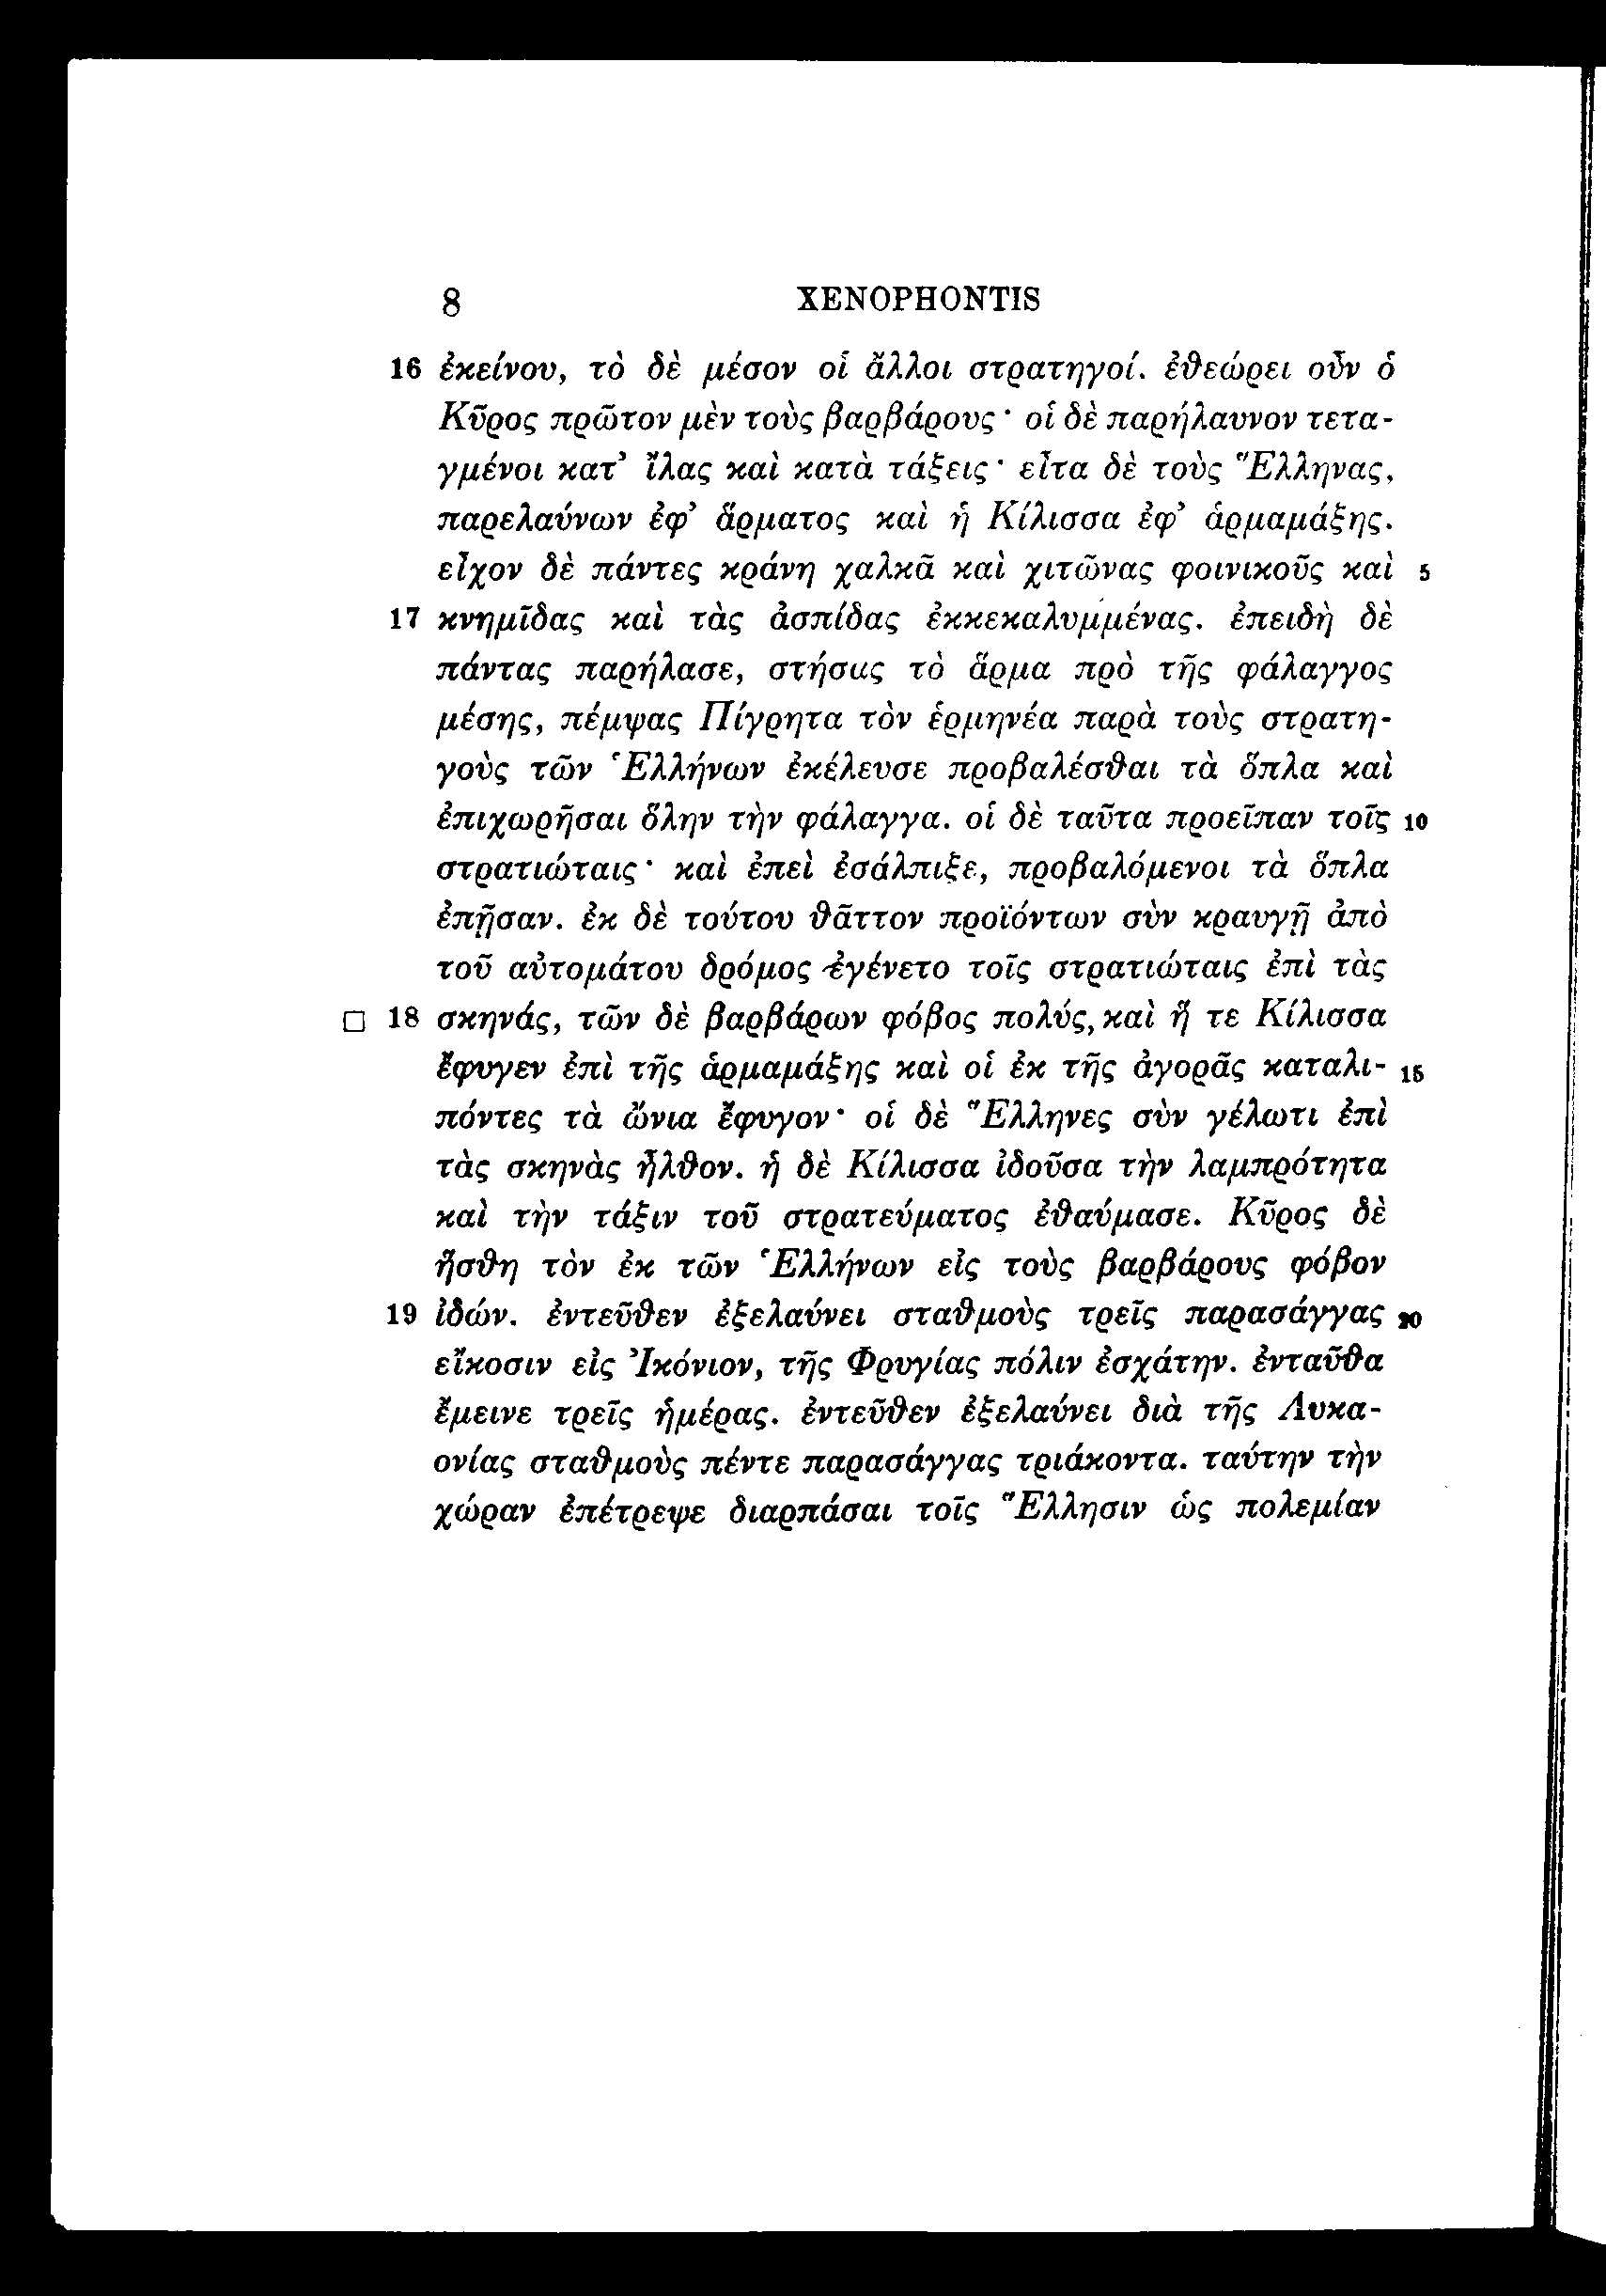 8 XENOPHONTIS
16 ἐκείνου, τὸ δὲ μέσον οἱ ἄλλοι στρατηγοί. ἐθεώρει οὖν ὁ
Κῦρος πρῶτον μὲν τοὺς βαρβάρους· οἱ δὲ παρήλαυνον τετα-
γμένοι κατ’ ἴλας καὶ κατὰ τάξεις· εἶτα δὲ τοὺς Ἕλληνας,
παρελαύνων ἐφ’ ἅρματος καὶ ἡ Κίλισσα ἐφ’ ἁρμαμάξης.
εἶχον δὲ πάντες κράνη χαλκᾶ καὶ χιτῶνας φοινικοῦς καὶ 5
17 κνημῖδας καὶ τὰς ἀσπίδας ἐκκεκαλυμμένας. ἐπειδὴ δὲ
πάντας παρήλασε, στήσας τὸ ἅρμα πρὸ τῆς φάλαγγος
μέσης, πέμψας Πίγρητα τὸν ἑρμηνέα παρὰ τοὺς στρατη-
γοὺς τῶν Ἑλλήνων ἐκέλευσε προβαλέσθαι τὰ ὅπλα καὶ
ἐπιχωρῆσαι ὅλην τὴν φάλαγγα. οἱ δὲ ταῦτα προεῖπαν τοῖς 10
στρατιώταις· καὶ ἐπεὶ ἐσάλπιξε, προβαλόμενοι τὰ ὅπλα
ἐπῇσαν. ἐκ δὲ τούτου θᾶττον προϊόντων σὺν κραυγῇ ἀπὸ
τοῦ αὐτομάτου δρόμος ἐγένετο τοῖς στρατιώταις ἐπὶ τὰς
□ 18 σκηνάς, τῶν δὲ βαρβάρων φόβος πολύς, καὶ ἥ τε Κίλισσα
ἔφυγεν ἐπὶ τῆς ἁρμαμάξης καὶ οἱ ἐκ τῆς ἀγορᾶς καταλι- 15
πόντες τὰ ὤνια ἔφυγον· οἱ δὲ Ἕλληνες σὺν γέλωτι ἐπὶ
τὰς σκηνὰς ἦλθον. ἡ δὲ Κίλισσα ἰδοῦσα τὴν λαμπρότητα
καὶ τὴν τάξιν τοῦ στρατεύματος ἐθαύμασε. Κῦρος δὲ
ἥσθη τὸν ἐκ τῶν Ἑλλήνων εἰς τοὺς βαρβάρους φόβον
19 ἰδών. ἐντεῦθεν ἐξελαύνει σταθμοὺς τρεῖς παρασάγγας 20
εἴκοσιν εἰς Ἰκόνιον, τῆς Φρυγίας πόλιν ἐσχάτην. ἐνταῦθα
ἔμεινε τρεῖς ἡμέρας. ἐντεῦθεν ἐξελαύνει διὰ τῆς Λυκα-
ονίας σταθμοὺς πέντε παρασάγγας τριάκοντα. ταύτην τὴν
χώραν ἐπέτρεψε διαρπάσαι τοῖς Ἕλλησιν ὡς πολεμίαν